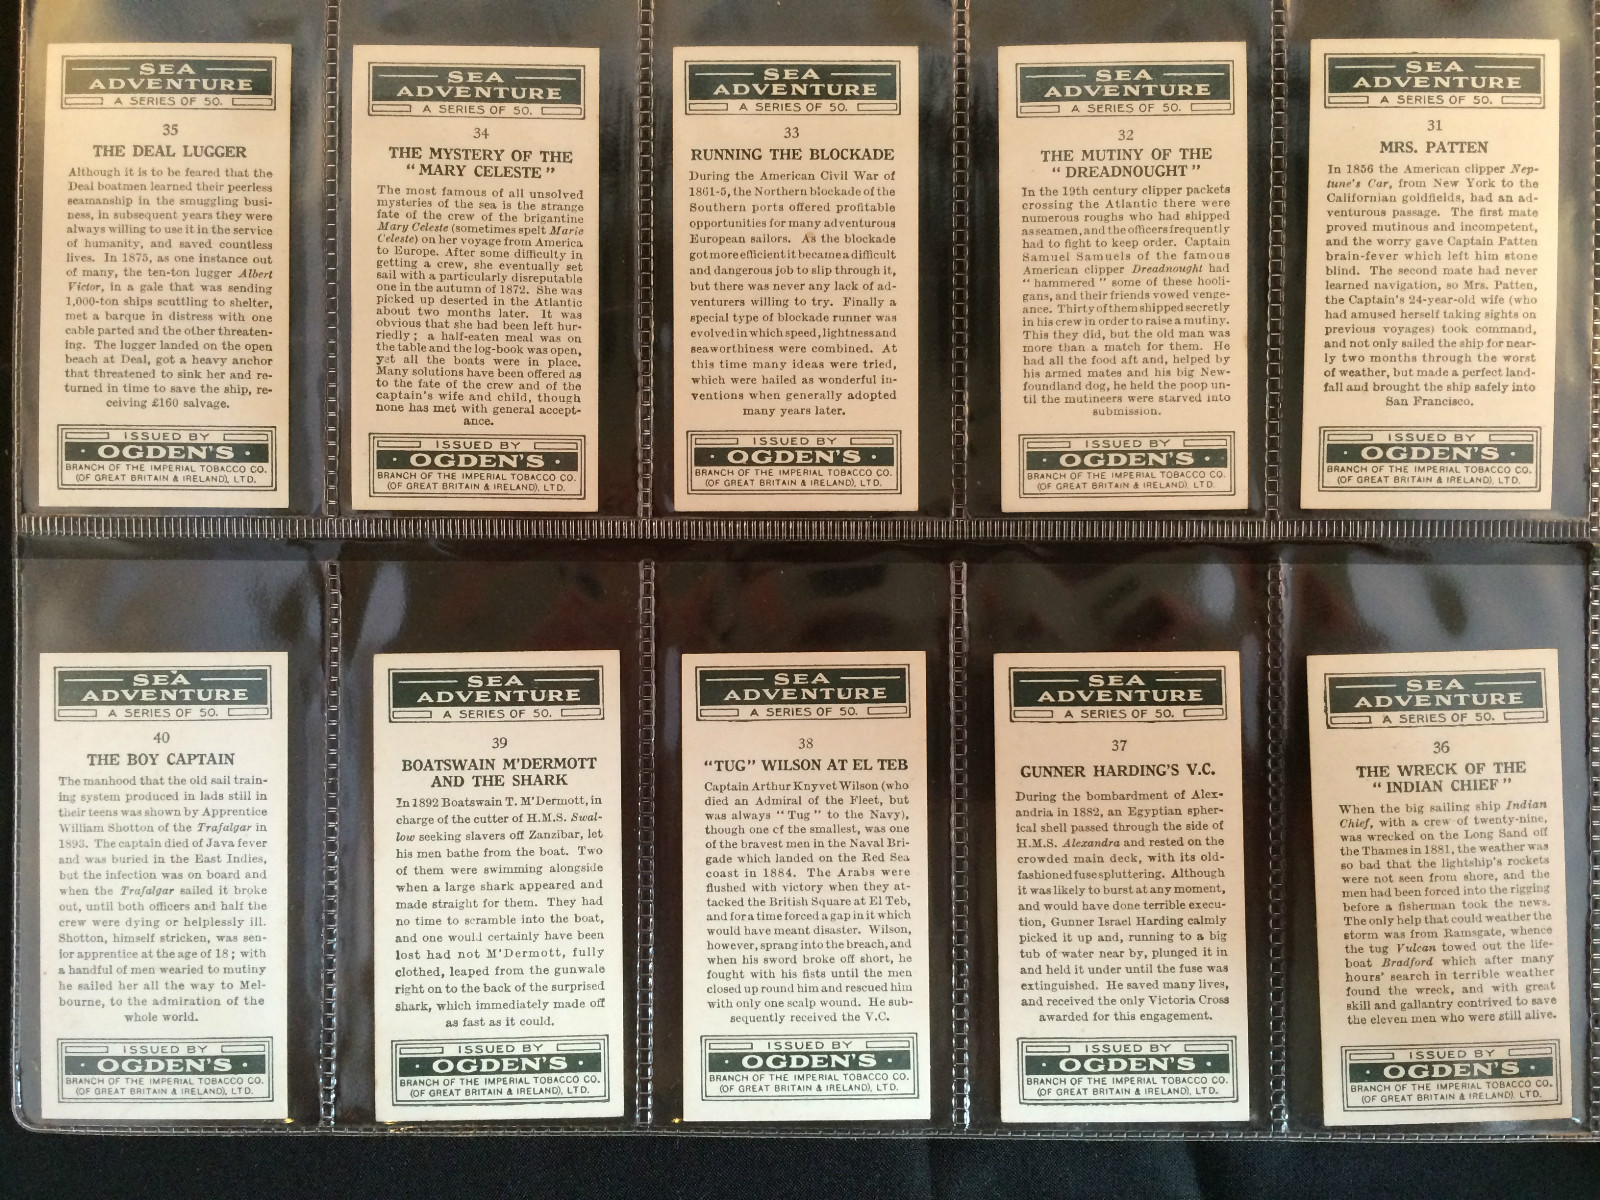 SEA
ADVENTURE
A SERIES OF 50.
35
THE DEAL LUGGER
Although it is to be feared that the
Deal boatmen learned their peerless
seamanship in the smuggling busi-
ness, in subsequent years they were
always willing to use it in the service
of humanity, and saved countless
lives. In 1875, as one instance out
of many, the ten-ton lugger Albert
Victor, in a gale that was sending
1,000-ton ships scuttling to shelter,
met a barque in distress with one
cable parted and the other threaten-
ing. The lugger landed on the open
beach at Deal, got a heavy anchor
that threatened to sink her and re-
turned in time to save the ship, re-
ceiving £160 salvage.
ISSUED BY
· OGDEN'S ·
BRANCH OF THE IMPERIAL TOBACCO CO.
(OF GREAT BRITAIN & IRELAND), LTD.
SEA
ADVENTURE
A SERIES OF 50.
34
THE MYSTERY OF THE
"MARY CELESTE"
The most famous of all unsolved
mysteries of the sea is the strange
fate of the crew of the brigantine
Mary Celeste (sometimes spelt Marie
Celeste) on her voyage from America
to Europe. After some difficulty in
getting a crew, she eventually set
sail with a particularly disreputable
one in the autumn of 1872. She was
picked up deserted in the Atlantic
about two months later. It was
obvious that she had been left hur-
riedly; a half-eaten meal was on
the table and the log-book was open,
yet all the boats were in place.
Many solutions have been offered as
to the fate of the crew and of the
captain's wife and child, though
none has met with general accept-
ance.
ISSUED BY
· OGDEN'S ·
BRANCH OF THE IMPERIAL TOBACCO CO.
(OF GREAT BRITAIN & IRELAND), LTD.
SEA
ADVENTURE
A SERIES OF 50.
33
RUNNING THE BLOCKADE
During the American Civil War of
1861-5, the Northern blockade of the
Southern ports offered profitable
opportunities for many adventurous
European sailors. As the blockade
got more efficient it became a difficult
and dangerous job to slip through it,
but there was never any lack of ad-
venturers willing to try. Finally a
special type of blockade runner was
evolved in which speed, lightness and
seaworthiness were combined. At
this time many ideas were tried,
which were hailed as wonderful in-
ventions when generally adopted
many years later.
ISSUED BY
· OGDEN'S ·
BRANCH OF THE IMPERIAL TOBACCO CO.
(OF GREAT BRITAIN & IRELAND), LTD.
SEA
ADVENTURE
A SERIES OF 50.
32
THE MUTINY OF THE
"DREADNOUGHT"
In the 19th century clipper packets
crossing the Atlantic there were
numerous roughs who had shipped
as seamen, and the officers frequently
had to fight to keep order. Captain
Samuel Samuels of the famous
American clipper Dreadnought had
"hammered" some of these hooli-
gans, and their friends vowed venge-
ance. Thirty of them shipped secretly
in his crew in order to raise a mutiny.
This they did, but the old man was
more than a match for them. He
had all the food aft and, helped by
his armed mates and his big New-
foundland dog, he held the poop un-
til the mutineers were starved into
submission.
ISSUED BY
· OGDEN'S ·
BRANCH OF THE IMPERIAL TOBACCO CO.
(OF GREAT BRITAIN & IRELAND), LTD.
SEA
ADVENTURE
A SERIES OF 50.
31
MRS. PATTEN
In 1856 the American clipper Nep-
tune's Car, from New York to the
Californian goldfields, had an ad-
venturous passage. The first mate
proved mutinous and incompetent,
and the worry gave Captain Patten
brain-fever which left him stone
blind. The second mate had never
learned navigation, so Mrs. Patten,
the Captain's 24-year-old wife (who
had amused herself taking sights on
previous voyages) took command,
and not only sailed the ship for near-
ly two months through the worst
of weather, but made a perfect land-
fall and brought the ship safely into
San Francisco.
ISSUED BY
· OGDEN'S ·
BRANCH OF THE IMPERIAL TOBACCO CO.
(OF GREAT BRITAIN & IRELAND), LTD.
SEA
ADVENTURE
A SERIES OF 50.
40
THE BOY CAPTAIN
The manhood that the old sail train-
ing system produced in lads still in
their teens was shown by Apprentice
William Shotton of the Trafalgar in
1893. The captain died of Java fever
and was buried in the East Indies,
but the infection was on board and
when the Trafalgar sailed it broke
out, until both officers and half the
crew were dying or helplessly ill.
Shotton, himself stricken, was sen-
ior apprentice at the age of 18; with
a handful of men wearied to mutiny
he sailed her all the way to Mel-
bourne, to the admiration of the
whole world.
ISSUED BY
· OGDEN'S ·
BRANCH OF THE IMPERIAL TOBACCO CO.
(OF GREAT BRITAIN & IRELAND), LTD.
SEA
ADVENTURE
A SERIES OF 50.
39
BOATSWAIN M'DERMOTT
AND THE SHARK
In 1892 Boatswain T. M'Dermott, in
charge of the cutter of H.M.S. Swal-
low seeking slavers off Zanzibar, let
his men bathe from the boat. Two
of them were swimming alongside
when a large shark appeared and
made straight for them. They had
no time to scramble into the boat,
and one would certainly have been
lost had not M'Dermott, fully
clothed, leaped from the gunwale
right on to the back of the surprised
shark, which immediately made off
as fast as it could.
ISSUED BY
· OGDEN'S ·
BRANCH OF THE IMPERIAL TOBACCO CO.
(OF GREAT BRITAIN & IRELAND), LTD.
SEA
ADVENTURE
A SERIES OF 50.
38
"TUG" WILSON AT EL TEB
Captain Arthur Knyvet Wilson (who
died an Admiral of the Fleet, but
was always "Tug" to the Navy),
though one of the smallest, was one
of the bravest men in the Naval Bri-
gade which landed on the Red Sea
coast in 1884. The Arabs were
flushed with victory when they at-
tacked the British Square at El Teb,
and for a time forced a gap in it which
would have meant disaster. Wilson,
however, sprang into the breach, and
when his sword broke off short, he
fought with his fists until the men
closed up round him and rescued him
with only one scalp wound. He sub-
sequently received the V.C.
ISSUED BY
· OGDEN'S ·
BRANCH OF THE IMPERIAL TOBACCO CO.
(OF GREAT BRITAIN & IRELAND), LTD.
SEA
ADVENTURE
A SERIES OF 50.
37
GUNNER HARDING'S V.C.
During the bombardment of Alex-
andria in 1882, an Egyptian spher-
ical shell passed through the side of
H.M.S. Alexandra and rested on the
crowded main deck, with its old-
fashioned fuse spluttering. Although
it was likely to burst at any moment,
and would have done terrible execu-
tion, Gunner Israel Harding calmly
picked it up and, running to a big
tub of water near by, plunged it in
and held it under until the fuse was
extinguished. He saved many lives,
and received the only Victoria Cross
awarded for this engagement.
ISSUED BY
· OGDEN'S ·
BRANCH OF THE IMPERIAL TOBACCO CO.
(OF GREAT BRITAIN & IRELAND), LTD.
SEA
ADVENTURE
A SERIES OF 50.
36
THE WRECK OF THE
"INDIAN CHIEF"
When the big sailing ship Indian
Chief, with a crew of twenty-nine,
was wrecked on the Long Sand off
the Thames in 1881, the weather was
so bad that the lightship's rockets
were not seen from shore, and the
men had been forced into the rigging
before a fisherman took the news.
The only help that could weather the
storm was from Ramsgate, whence
the tug Vulcan towed out the life-
boat Bradford which after many
hours' search in terrible weather
found the wreck, and with great
skill and gallantry contrived to save
the eleven men who were still alive.
ISSUED BY
· OGDEN'S ·
BRANCH OF THE IMPERIAL TOBACCO CO.
(OF GREAT BRITAIN & IRELAND), LTD.